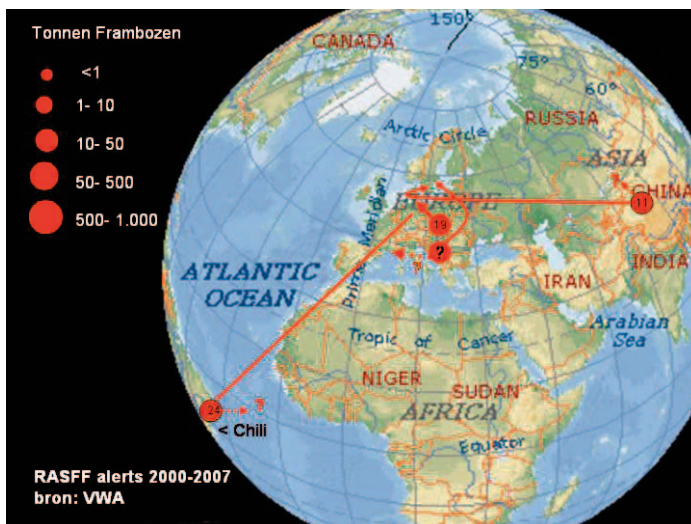 Tonnen Frambozen
<1
1- 10
10- 50
50- 500
500- 1.000
150°
CANADA
75°
60°
RUSSIA
Arctic Circle
ASIA
EUROPE
CHINA
11
19
?
Prime Meridian
ATLANTIC
OCEAN
INDIA
IRAN
Arabian
Sea
Tropic of Cancer
NIGER
SUDAN
AFRICA
24
?
< Chili
Equator
RASFF alerts 2000-2007
bron: VWA